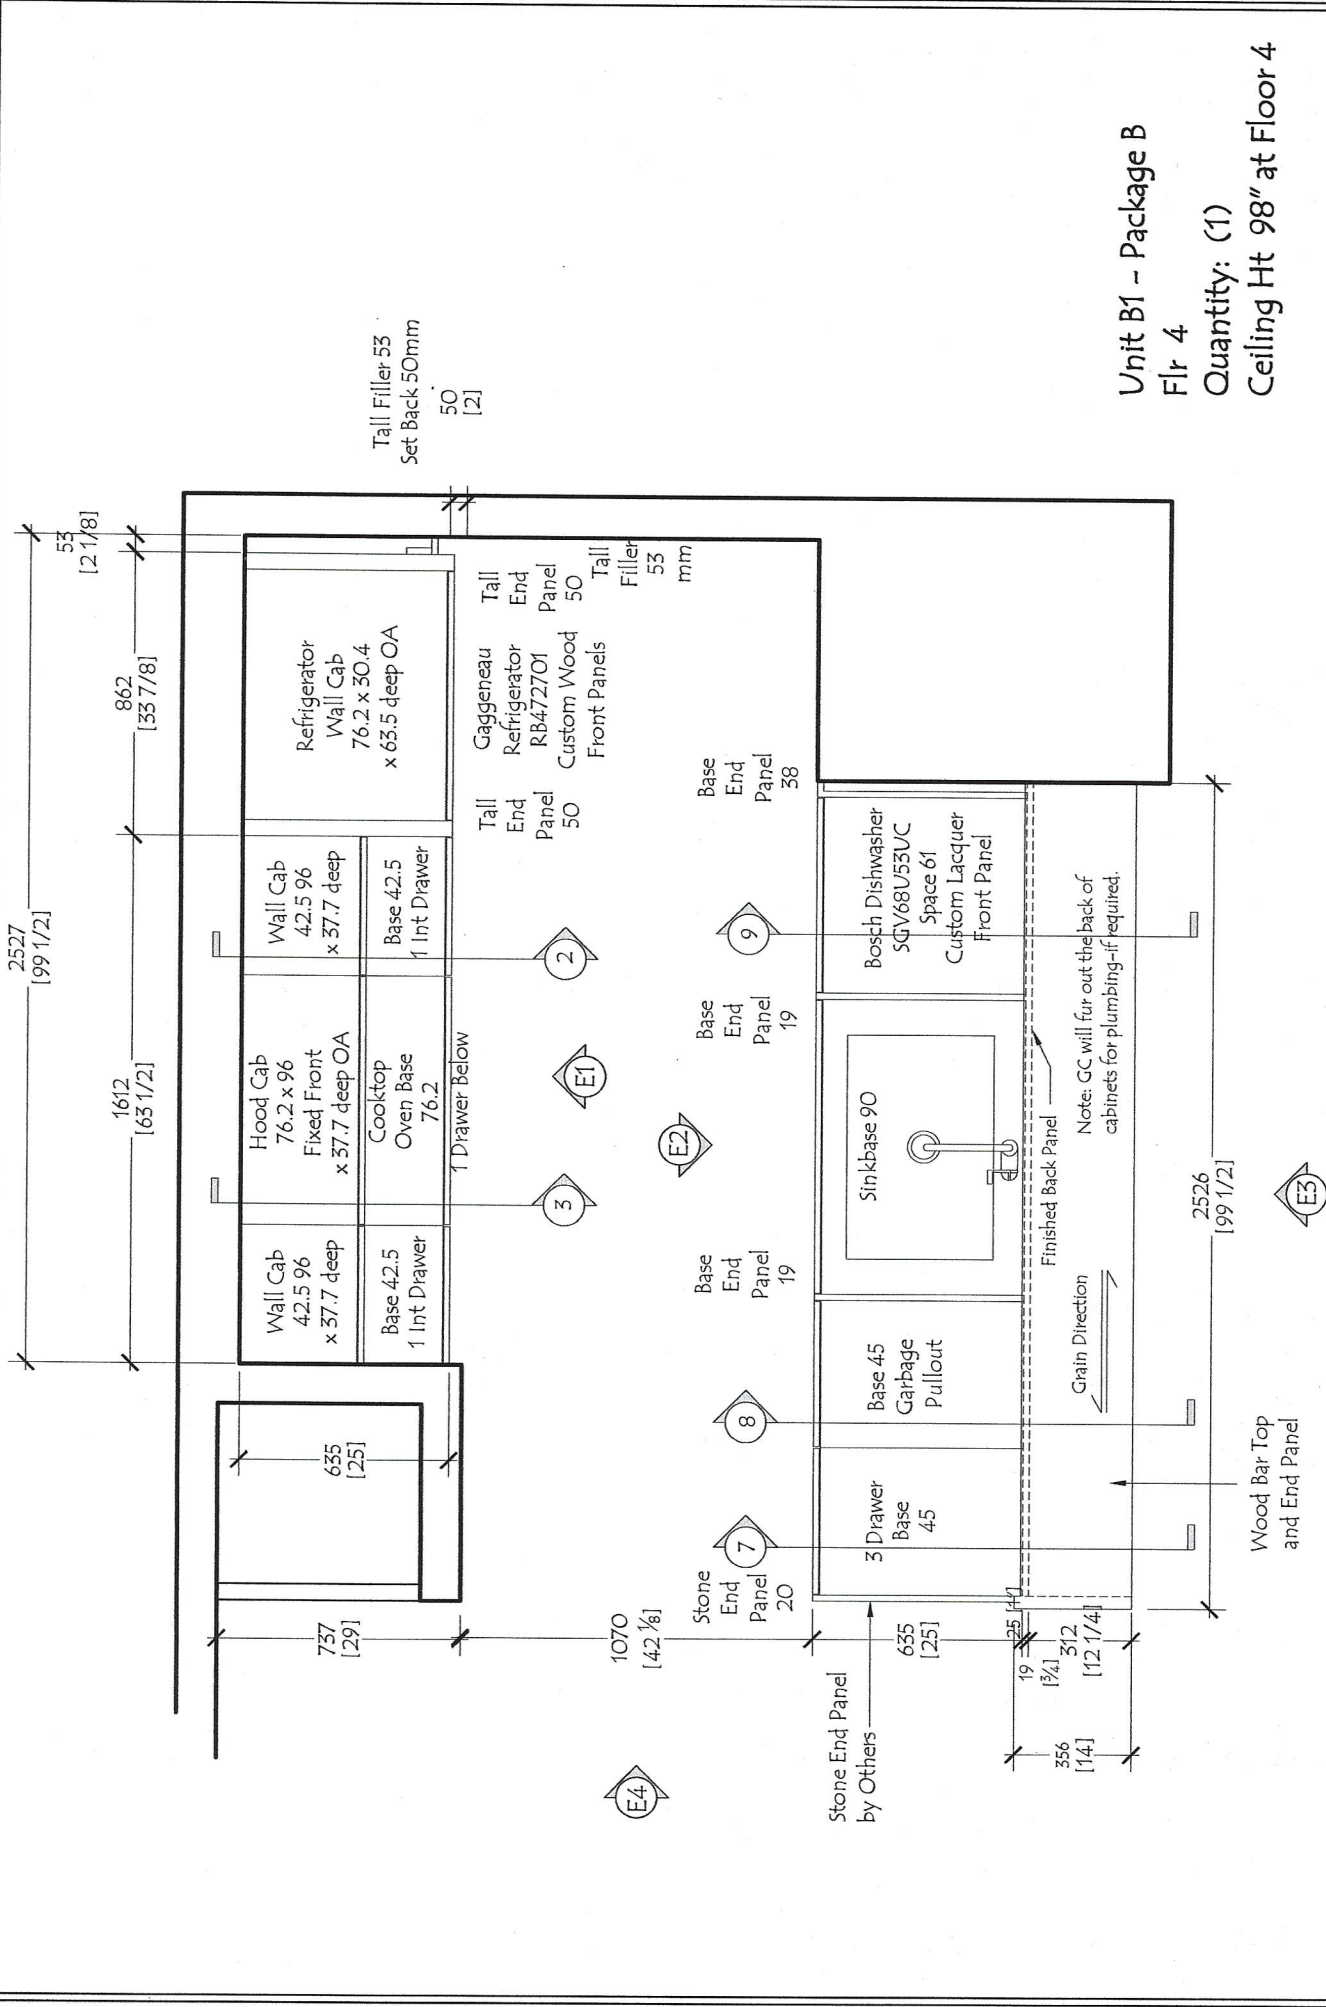 2527
[99 1/2]
1612
[63 1/2]
862
[33 7/8]
53
[2 1/8]
Wall Cab
42.5 96
x 37.7 deep
Hood Cab
76.2 x 96
Fixed Front
x 37.7 deep OA
Wall Cab
42.5 96
x 37.7 deep
Refrigerator
Wall Cab
76.2 x 30.4
x 63.5 deep OA
Base 42.5
1 Int Drawer
Cooktop
Oven Base
76.2
1 Drawer Below
Base 42.5
1 Int Drawer
Tall Filler 53
Set Back 50mm
50
[2]
635
[25]
737
[29]
Tall
End
Panel
50
Gaggeneau
Refrigerator
RB472701
Custom Wood
Front Panels
Tall
End
Panel
50
Tall
Filler
53
mm
3
2
E1
E2
E4
1070
[42 1/8]
Stone
End
Panel
20
7
8
Base
End
Panel
19
Base
End
Panel
19
9
Base
End
Panel
38
Stone End Panel
by Others
635
[25]
3 Drawer
Base
45
Base 45
Garbage
Pullout
Sinkbase 90
Bosch Dishwasher
SGV68U53UC
Space 61
Custom Lacquer
Front Panel
25 [1]
19
[3/4]
312
[12 1/4]
356
[14]
Finished Back Panel
Grain Direction
Note: GC will fur out the back of
cabinets for plumbing-if required.
2526
[99 1/2]
Wood Bar Top
and End Panel
E3
Unit B1 - Package B
Flr 4
Quantity: (1)
Ceiling Ht 98" at Floor 4